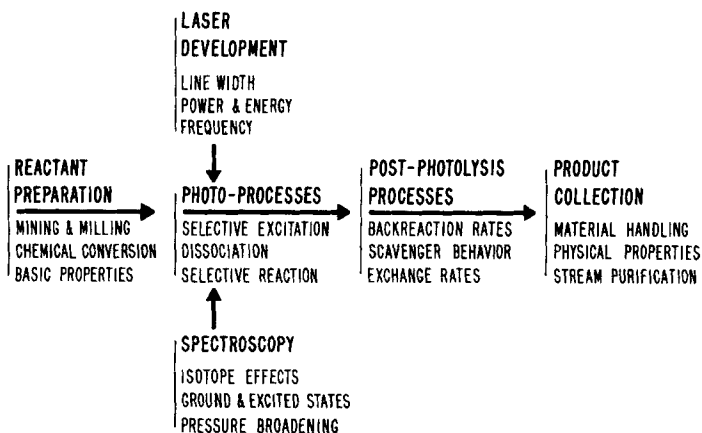 LASER
DEVELOPMENT
LINE WIDTH
POWER & ENERGY
FREQUENCY
REACTANT
PREPARATION
MINING & MILLING
CHEMICAL CONVERSION
BASIC PROPERTIES
PHOTO-PROCESSES
SELECTIVE EXCITATION
DISSOCIATION
SELECTIVE REACTION
POST-PHOTOLYSIS
PROCESSES
BACKREACTION RATES
SCAVENGER BEHAVIOR
EXCHANGE RATES
PRODUCT
COLLECTION
MATERIAL HANDLING
PHYSICAL PROPERTIES
STREAM PURIFICATION
SPECTROSCOPY
ISOTOPE EFFECTS
GROUND & EXCITED STATES
PRESSURE BROADENING